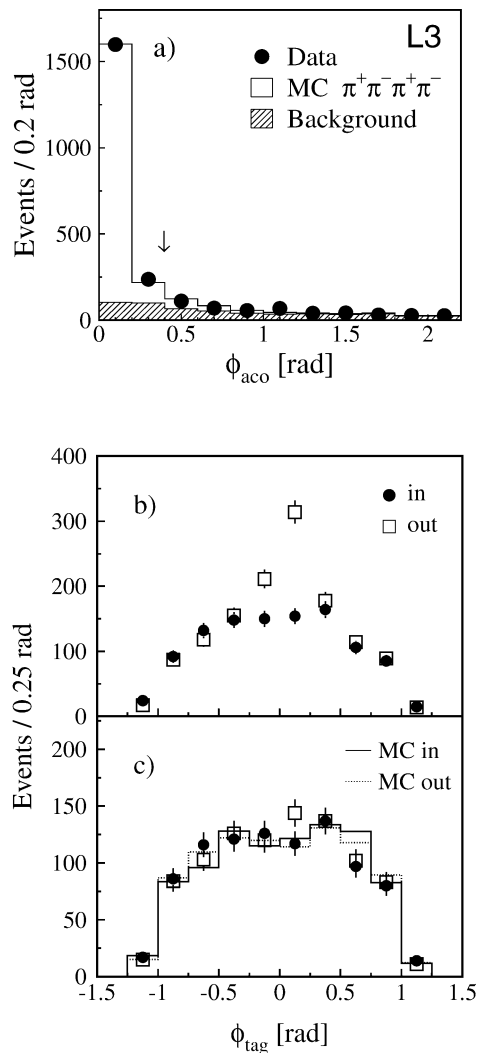 L3
a)
Data
MC π⁺π⁻π⁺π⁻
Background
Events / 0.2 rad
1500
1000
500
0
0 0.5 1 1.5 2
ϕaco [rad]
b)
in
out
400
300
200
100
0
Events / 0.25 rad
c)
MC in
MC out
200
150
100
50
0
-1.5 -1 -0.5 0 0.5 1 1.5
ϕtag [rad]